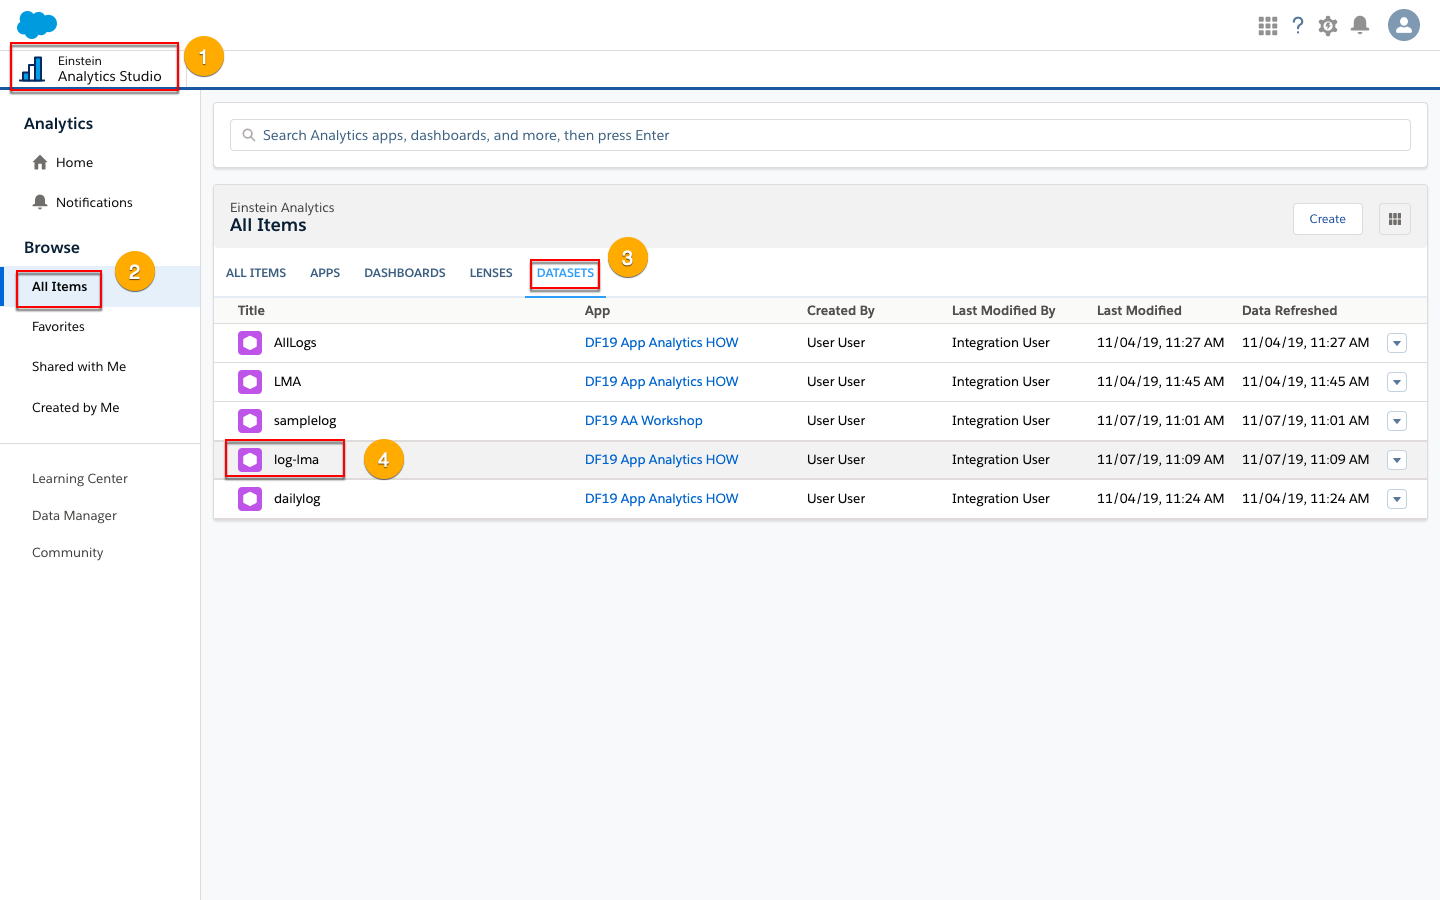 Einstein
Analytics Studio
1
Analytics
Home
Notifications
Browse
All Items
2
Favorites
Shared with Me
Created by Me
Learning Center
Data Manager
Community
?
Search Analytics apps, dashboards, and more, then press Enter
Einstein Analytics
All Items
Create
ALL ITEMS APPS DASHBOARDS LENSES DATASETS 3
Title App Created By Last Modified By Last Modified Data Refreshed
AllLogs DF19 App Analytics HOW User User Integration User 11/04/19, 11:27 AM 11/04/19, 11:27 AM
LMA DF19 App Analytics HOW User User Integration User 11/04/19, 11:45 AM 11/04/19, 11:45 AM
samplelog DF19 AA Workshop User User Integration User 11/07/19, 11:01 AM 11/07/19, 11:01 AM
log-lma 4 DF19 App Analytics HOW User User Integration User 11/07/19, 11:09 AM 11/07/19, 11:09 AM
dailylog DF19 App Analytics HOW User User Integration User 11/04/19, 11:24 AM 11/04/19, 11:24 AM